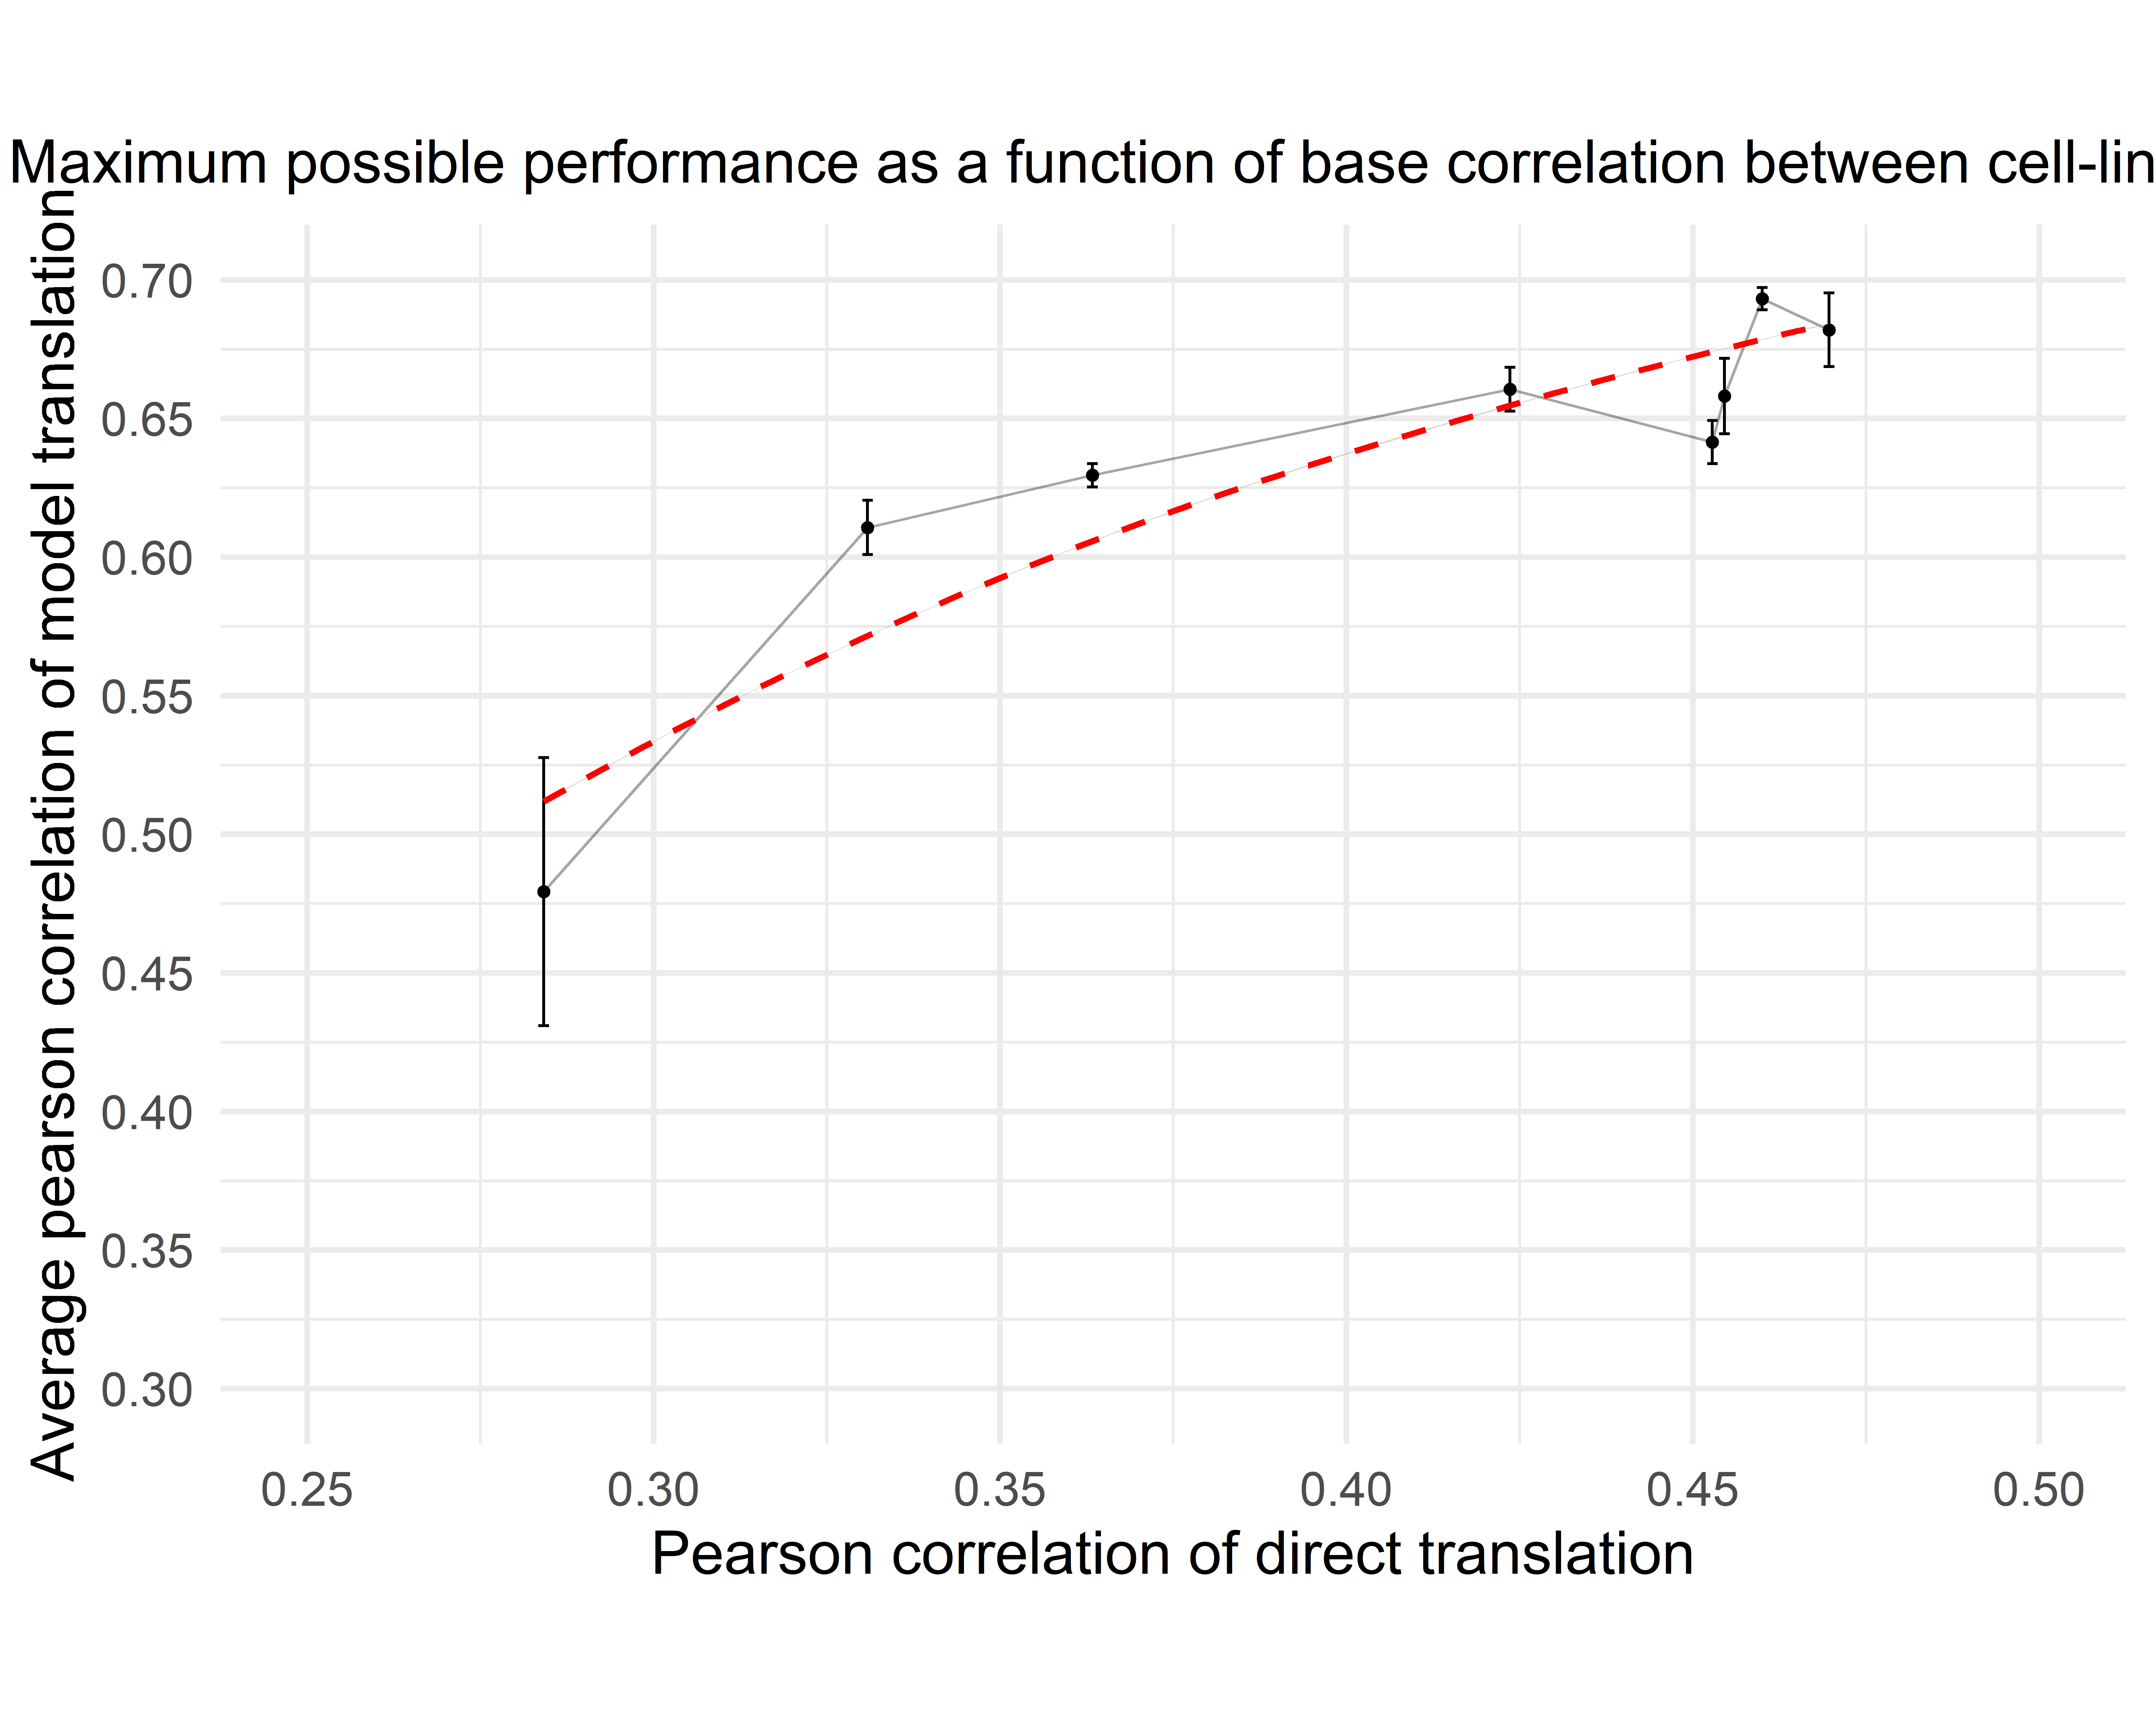 Maximum possible performance as a function of base correlation between cell-lin
Average pearson correlation of model translation
0.70
0.65
0.60
0.55
0.50
0.45
0.40
0.35
0.30
0.25 0.30 0.35 0.40 0.45 0.50
Pearson correlation of direct translation